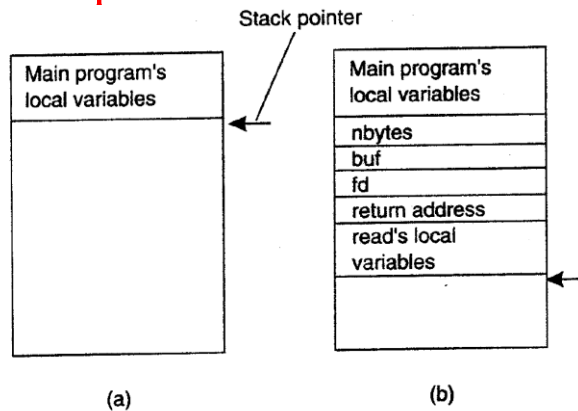 Stack pointer
Main program's
local variables
(a)
Main program's
local variables
nbytes
buf
fd
return address
read's local
variables
(b)